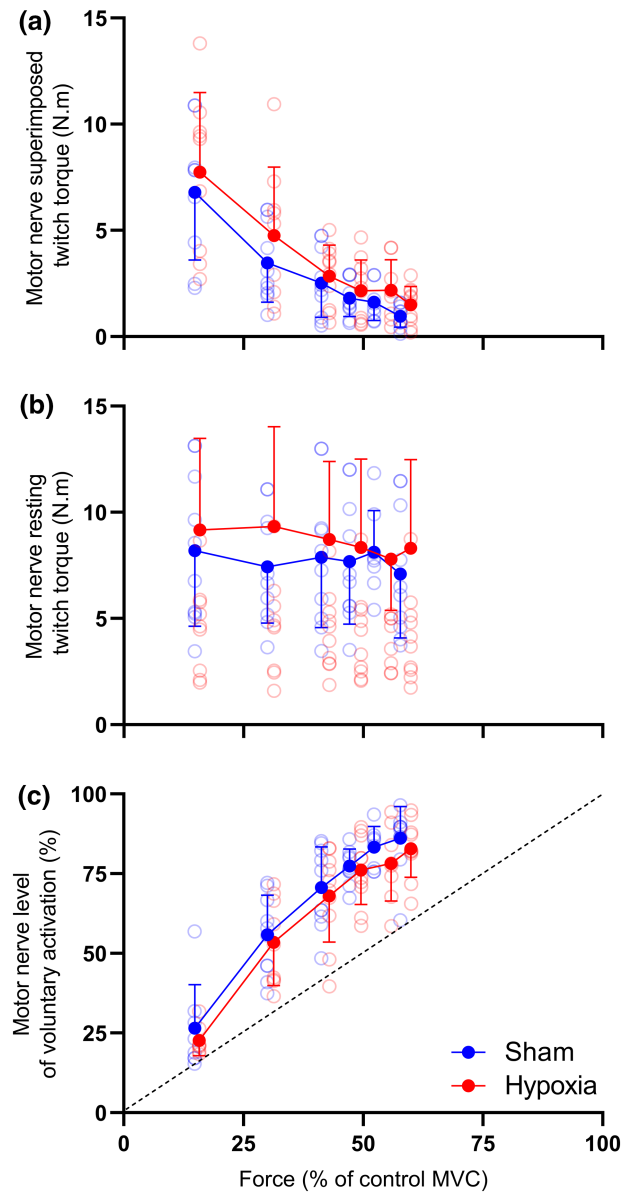 (a)
Motor nerve superimposed
twitch torque (N.m)
15
10
5
0
(b)
Motor nerve resting
twitch torque (N.m)
15
10
5
0
(c)
Motor nerve level
of voluntary activation (%)
100
75
50
25
0
Sham
Hypoxia
0 25 50 75 100
Force (% of control MVC)